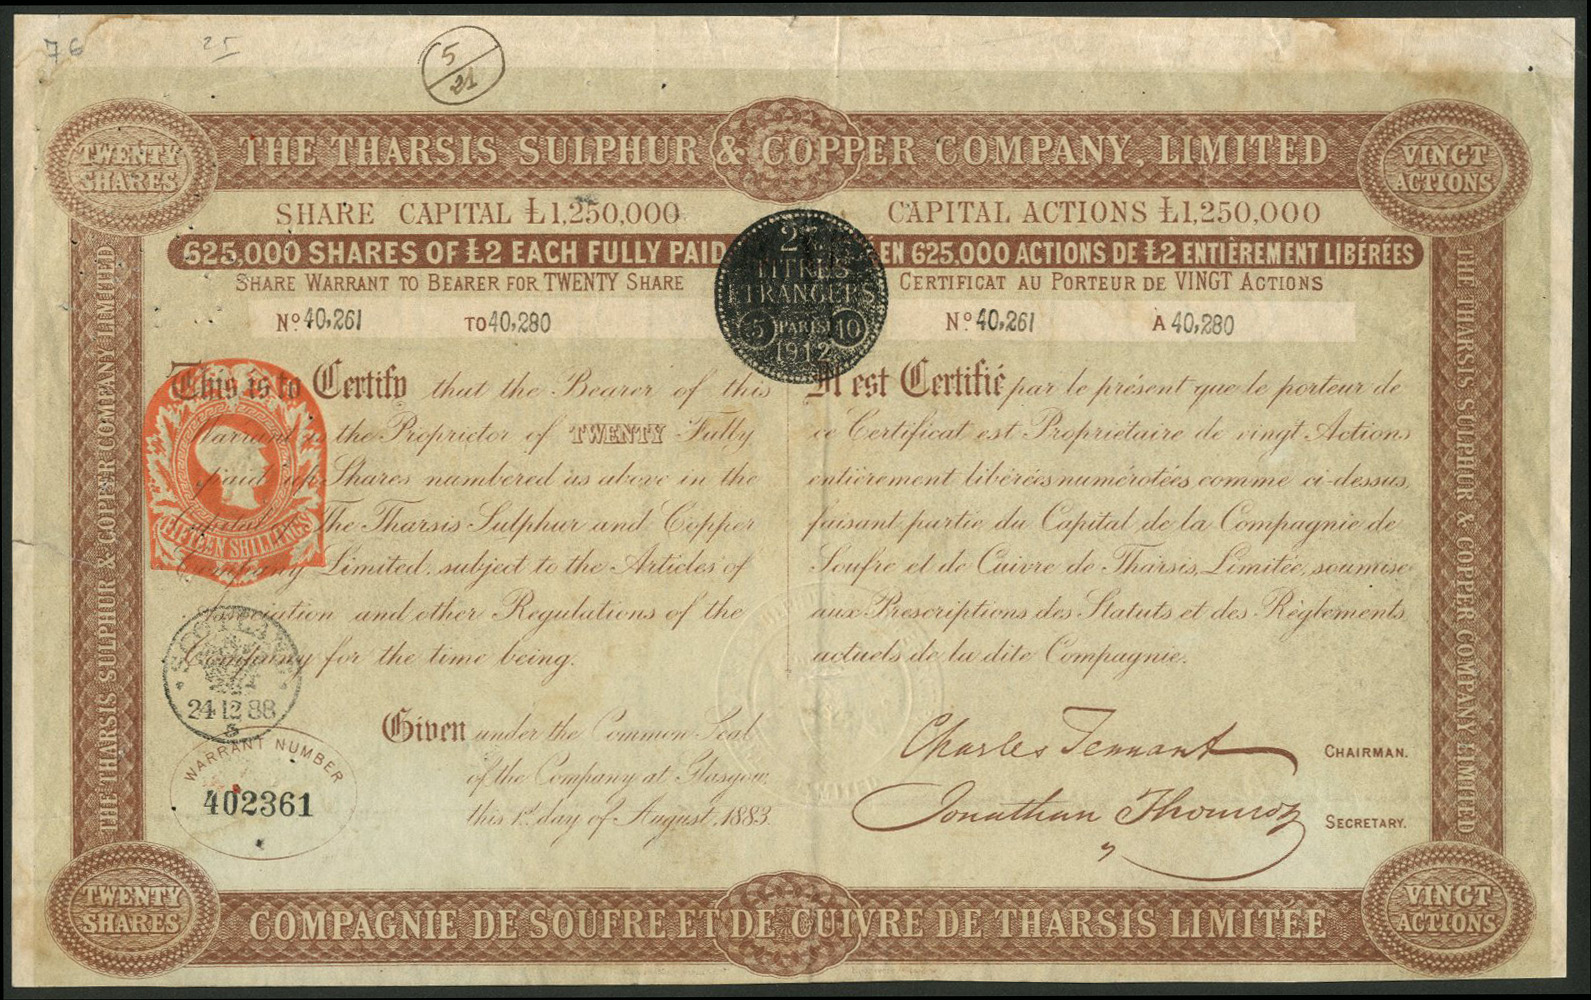 76
25
5/21
THE THARSIS SULPHUR & COPPER COMPANY, LIMITED
TWENTY SHARES
VINGT ACTIONS
SHARE CAPITAL £1,250,000
CAPITAL ACTIONS £1,250,000
625,000 SHARES OF £2 EACH FULLY PAID
EN 625,000 ACTIONS DE £2 ENTIÈREMENT LIBÉRÉES
SHARE WARRANT TO BEARER FOR TWENTY SHARE
CERTIFICAT AU PORTEUR DE VINGT ACTIONS
No. 40,261 TO 40,280
No. 40,261 A 40,280
TITRES
ETRANGERS
5 PARIS 10
1912
This is to Certify that the Bearer of this
Warrant is the Proprietor of TWENTY Fully
paid up Shares numbered as above in the
Capital of The Tharsis Sulphur and Copper
Company Limited, subject to the Articles of
Association and other Regulations of the
Company for the time being.
Il est Certifié par le présent que le porteur de
ce Certificat est Propriétaire de vingt Actions
entièrement libérées numérotées comme ci-dessus,
faisant partie du Capital de la Compagnie de
Soufre et de Cuivre de Tharsis, Limitée, soumise
aux Prescriptions des Statuts et des Règlements
actuels de la dite Compagnie.
FIFTEEN SHILLINGS
SCOTLAND
24 12 88
3
WARRANT NUMBER
402361
Given under the Common Seal
of the Company at Glasgow,
this 1st day of August, 1883.
Charles Tennant CHAIRMAN.
Jonathan Thomson SECRETARY.
THE THARSIS SULPHUR & COPPER COMPANY LIMITED
THE THARSIS SULPHUR & COPPER COMPANY LIMITED
TWENTY SHARES
VINGT ACTIONS
COMPAGNIE DE SOUFRE ET DE CUIVRE DE THARSIS LIMITÉE